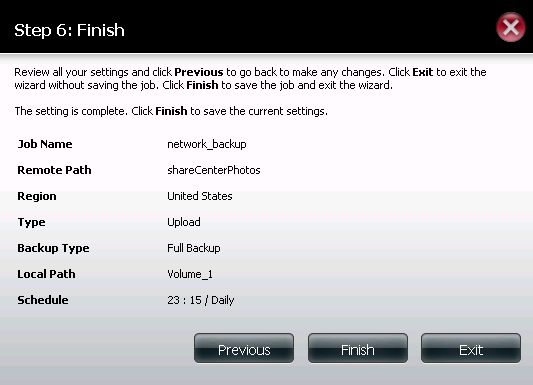 Step 6: Finish
Review all your settings and click Previous to go back to make any changes. Click Exit to exit the
wizard without saving the job. Click Finish to save the job and exit the wizard.
The setting is complete. Click Finish to save the current settings.
Job Name network_backup
Remote Path shareCenterPhotos
Region United States
Type Upload
Backup Type Full Backup
Local Path Volume_1
Schedule 23 : 15 / Daily
Previous Finish Exit